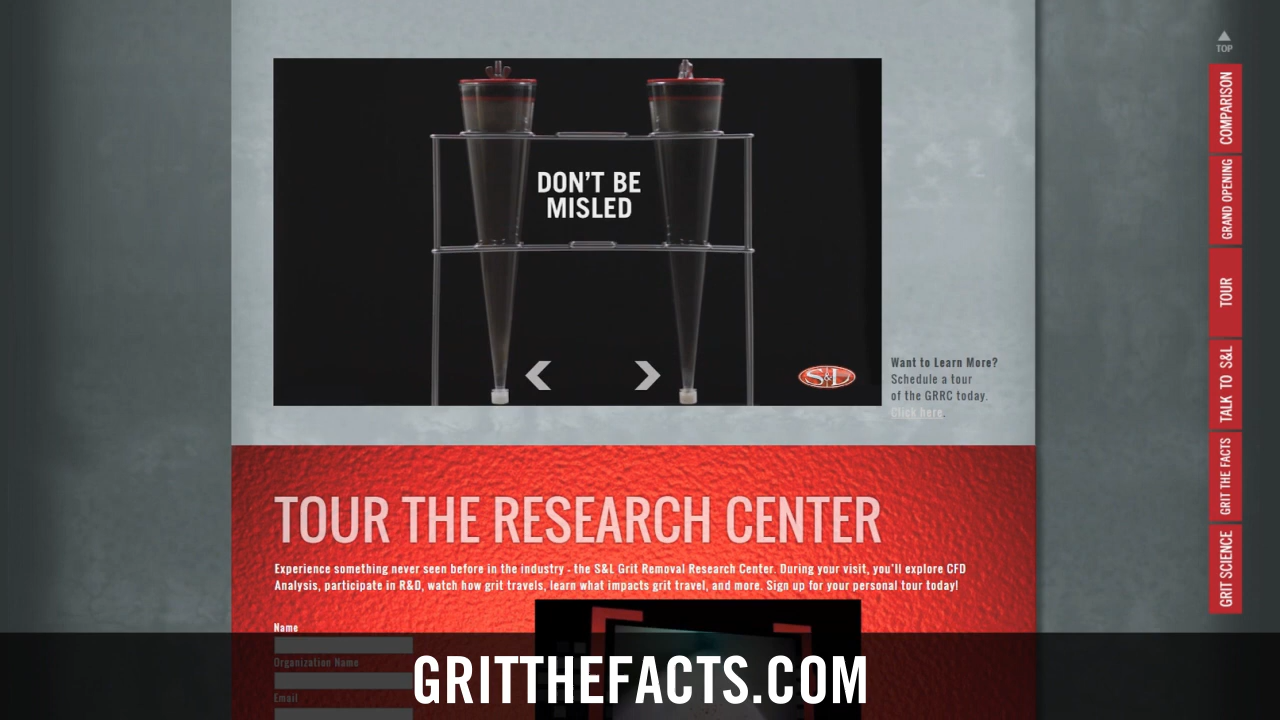 TOP
COMPARISON
GRAND OPENING
TOUR
TALK TO S&L
GRIT THE FACTS
GRIT SCIENCE
DON'T BE
MISLED
S&L
Want to Learn More?
Schedule a tour
of the GRRC today.
Click here.
TOUR THE RESEARCH CENTER
Experience something never seen before in the industry - the S&L Grit Removal Research Center. During your visit, you'll explore CFD
Analysis, participate in R&D, watch how grit travels, learn what impacts grit travel, and more. Sign up for your personal tour today!
Name
Organization Name
Email
GRITTHEFACTS.COM